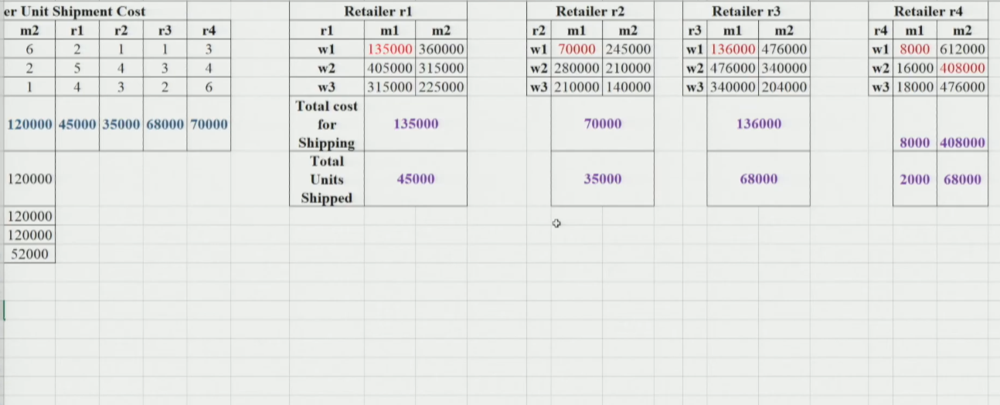 er Unit Shipment Cost Retailer r1 Retailer r2 Retailer r3 Retailer r4
m2 r1 r2 r3 r4 r1 m1 m2 r2 m1 m2 r3 m1 m2 r4 m1 m2
6 2 1 1 3 w1 135000 360000 w1 70000 245000 w1 136000 476000 w1 8000 612000
2 5 4 3 4 w2 405000 315000 w2 280000 210000 w2 476000 340000 w2 16000 408000
1 4 3 2 6 w3 315000 225000 w3 210000 140000 w3 340000 204000 w3 18000 476000
Total cost
120000 45000 35000 68000 70000 for 135000 70000 136000
Shipping 8000 408000
Total
120000 Units 45000 35000 68000 2000 68000
Shipped
120000
120000
52000